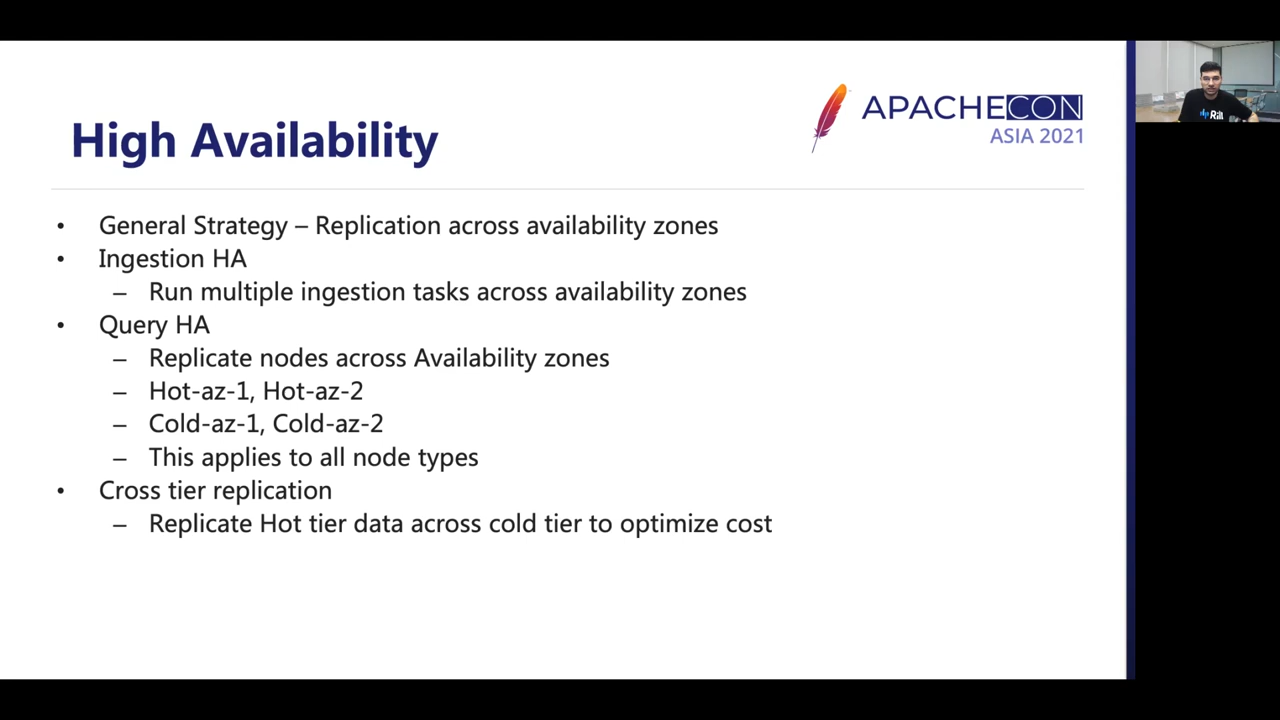 High Availability
APACHECON
ASIA 2021
• General Strategy – Replication across availability zones
• Ingestion HA
– Run multiple ingestion tasks across availability zones
• Query HA
– Replicate nodes across Availability zones
– Hot-az-1, Hot-az-2
– Cold-az-1, Cold-az-2
– This applies to all node types
• Cross tier replication
– Replicate Hot tier data across cold tier to optimize cost